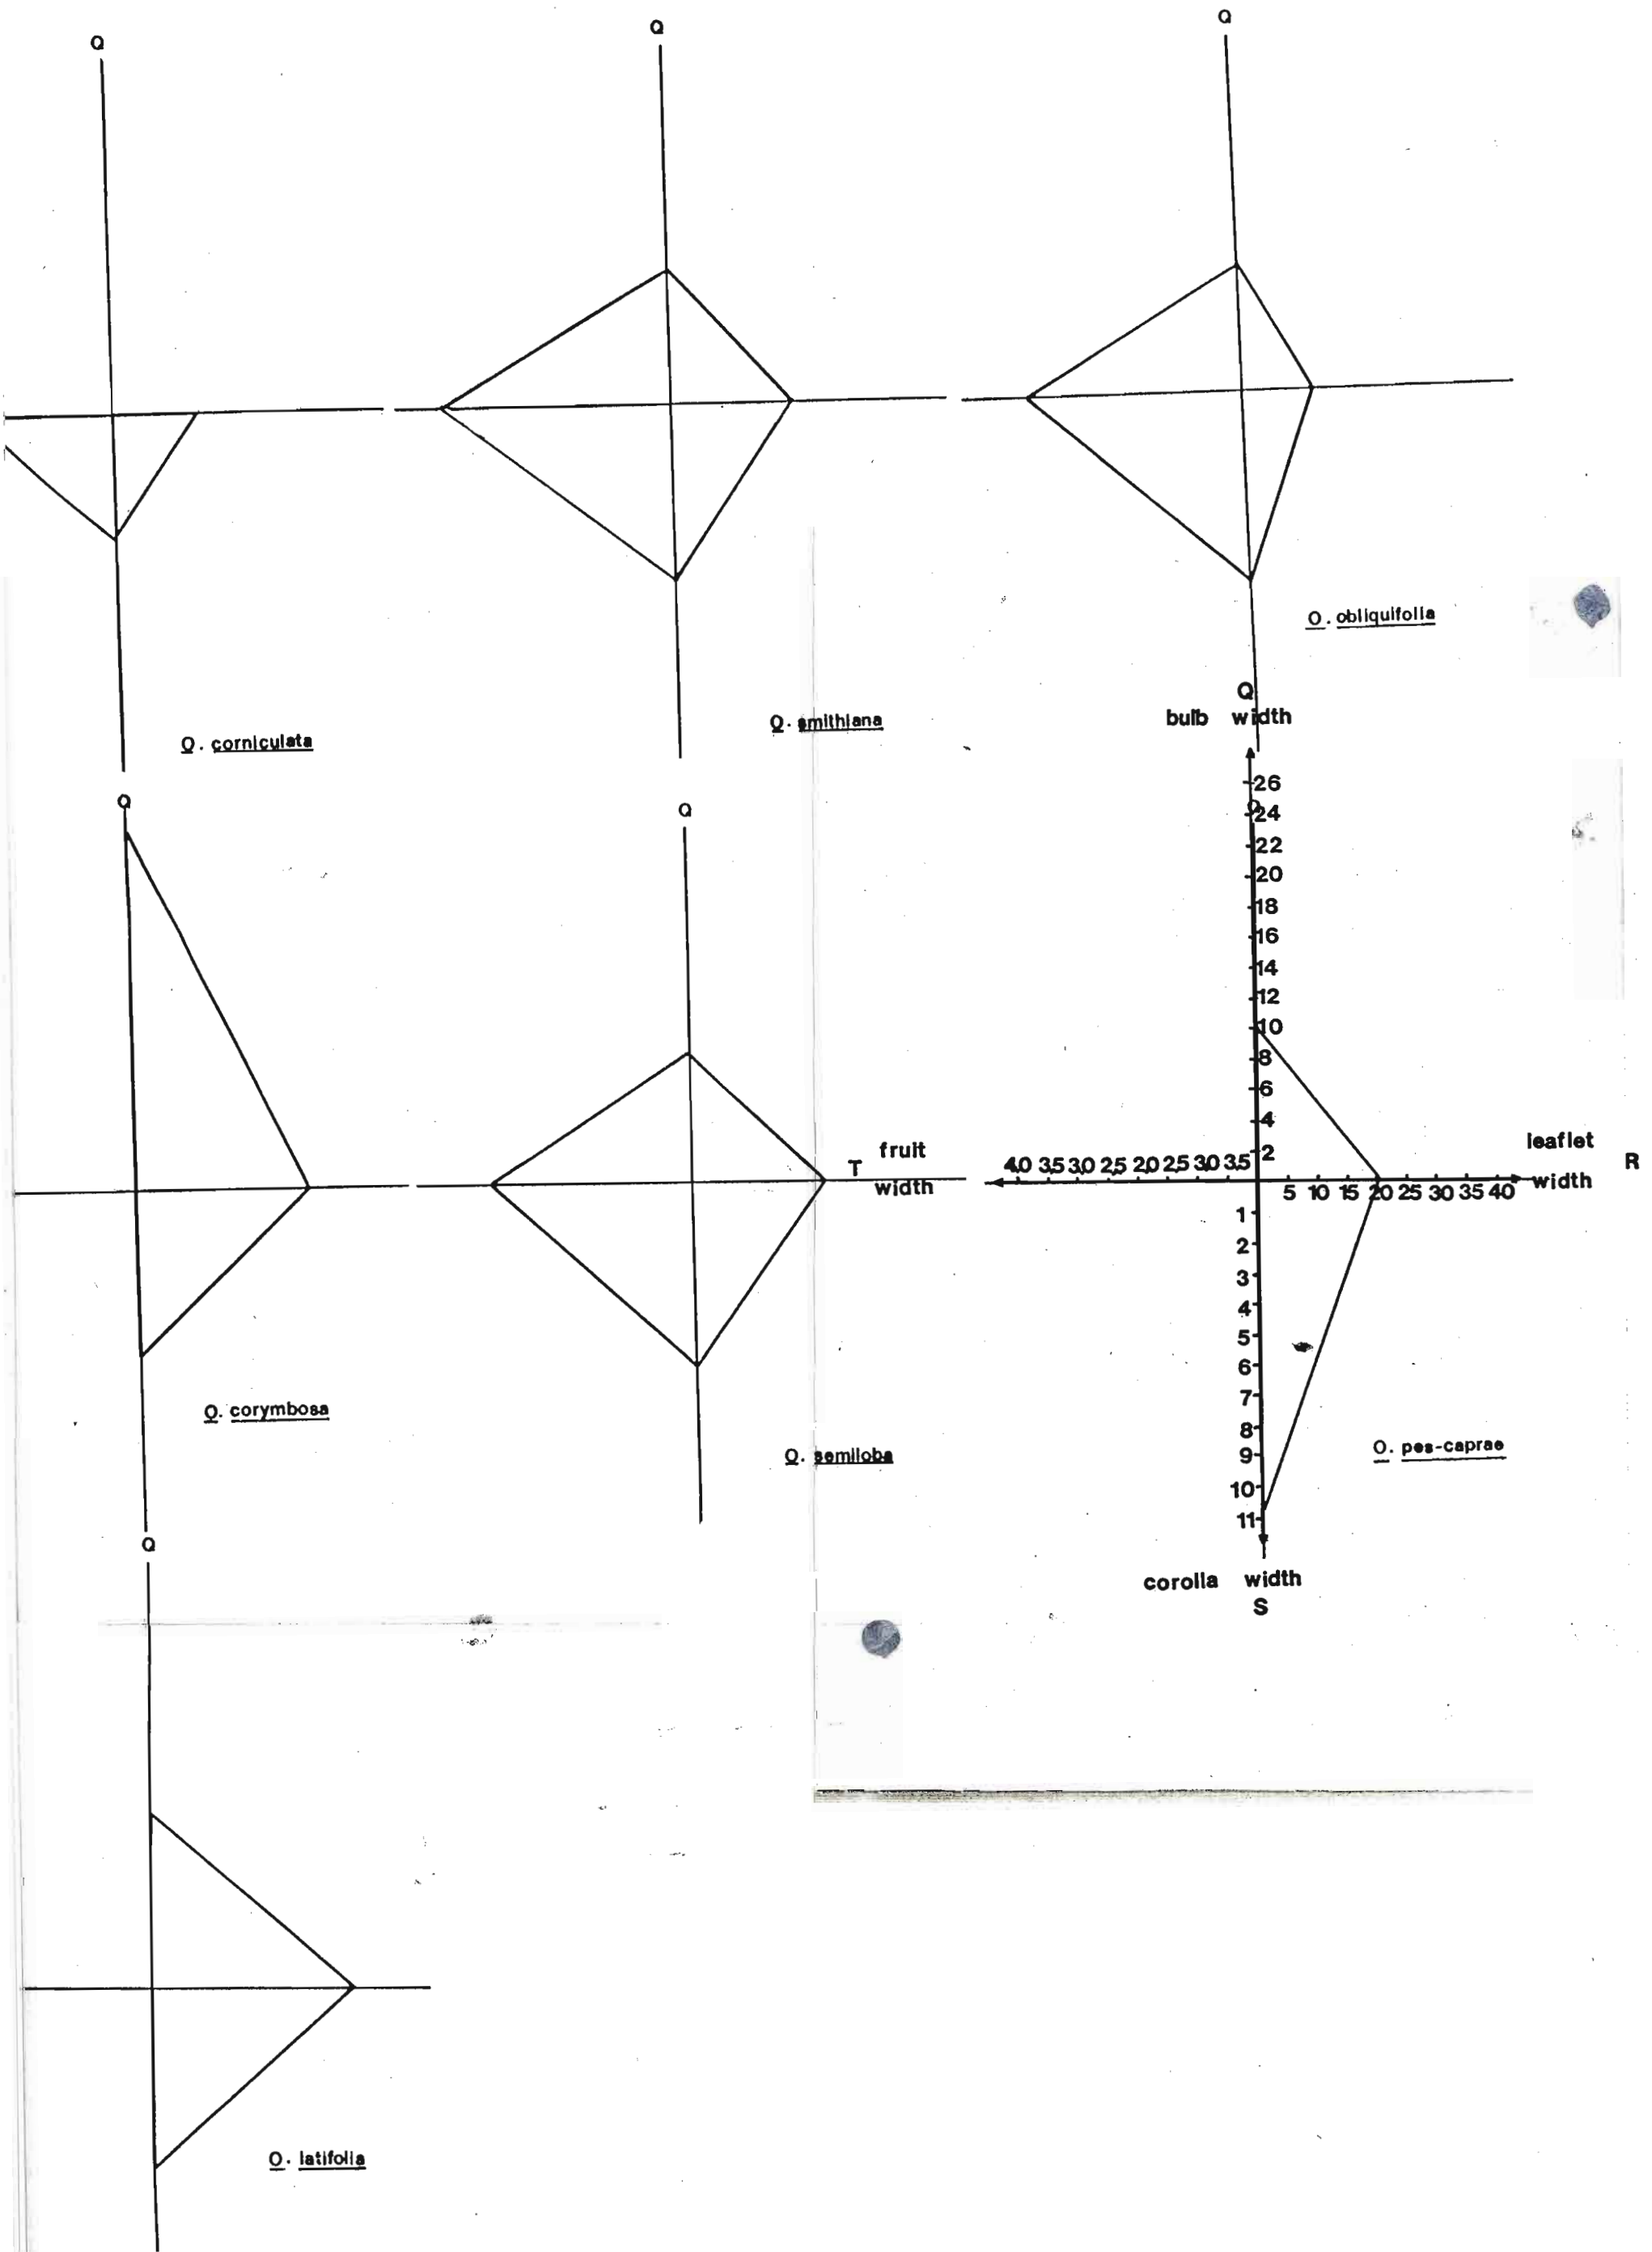 Q
Q
Q
O. obliquifolia
Q
bulb width
O. smithiana
O. corniculata
26
Q
Q
Q
24
22
20
18
16
14
12
10
8
6
4
2
fruit
leaflet
T
R
4.0 3.5 3.0 2.5 2.0 2.5 3.0 3.5
width
width
5 10 15 20 25 30 35 40
1
2
3
4
5
6
7
8
9
10
11
O. corymbosa
O. semiloba
O. pes-caprae
Q
corolla width
S
O. latifolia